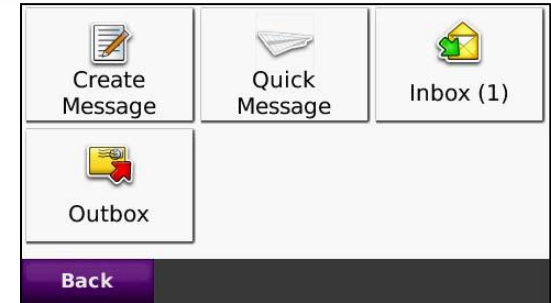 Create
Message
Quick
Message
Inbox (1)
Outbox
Back